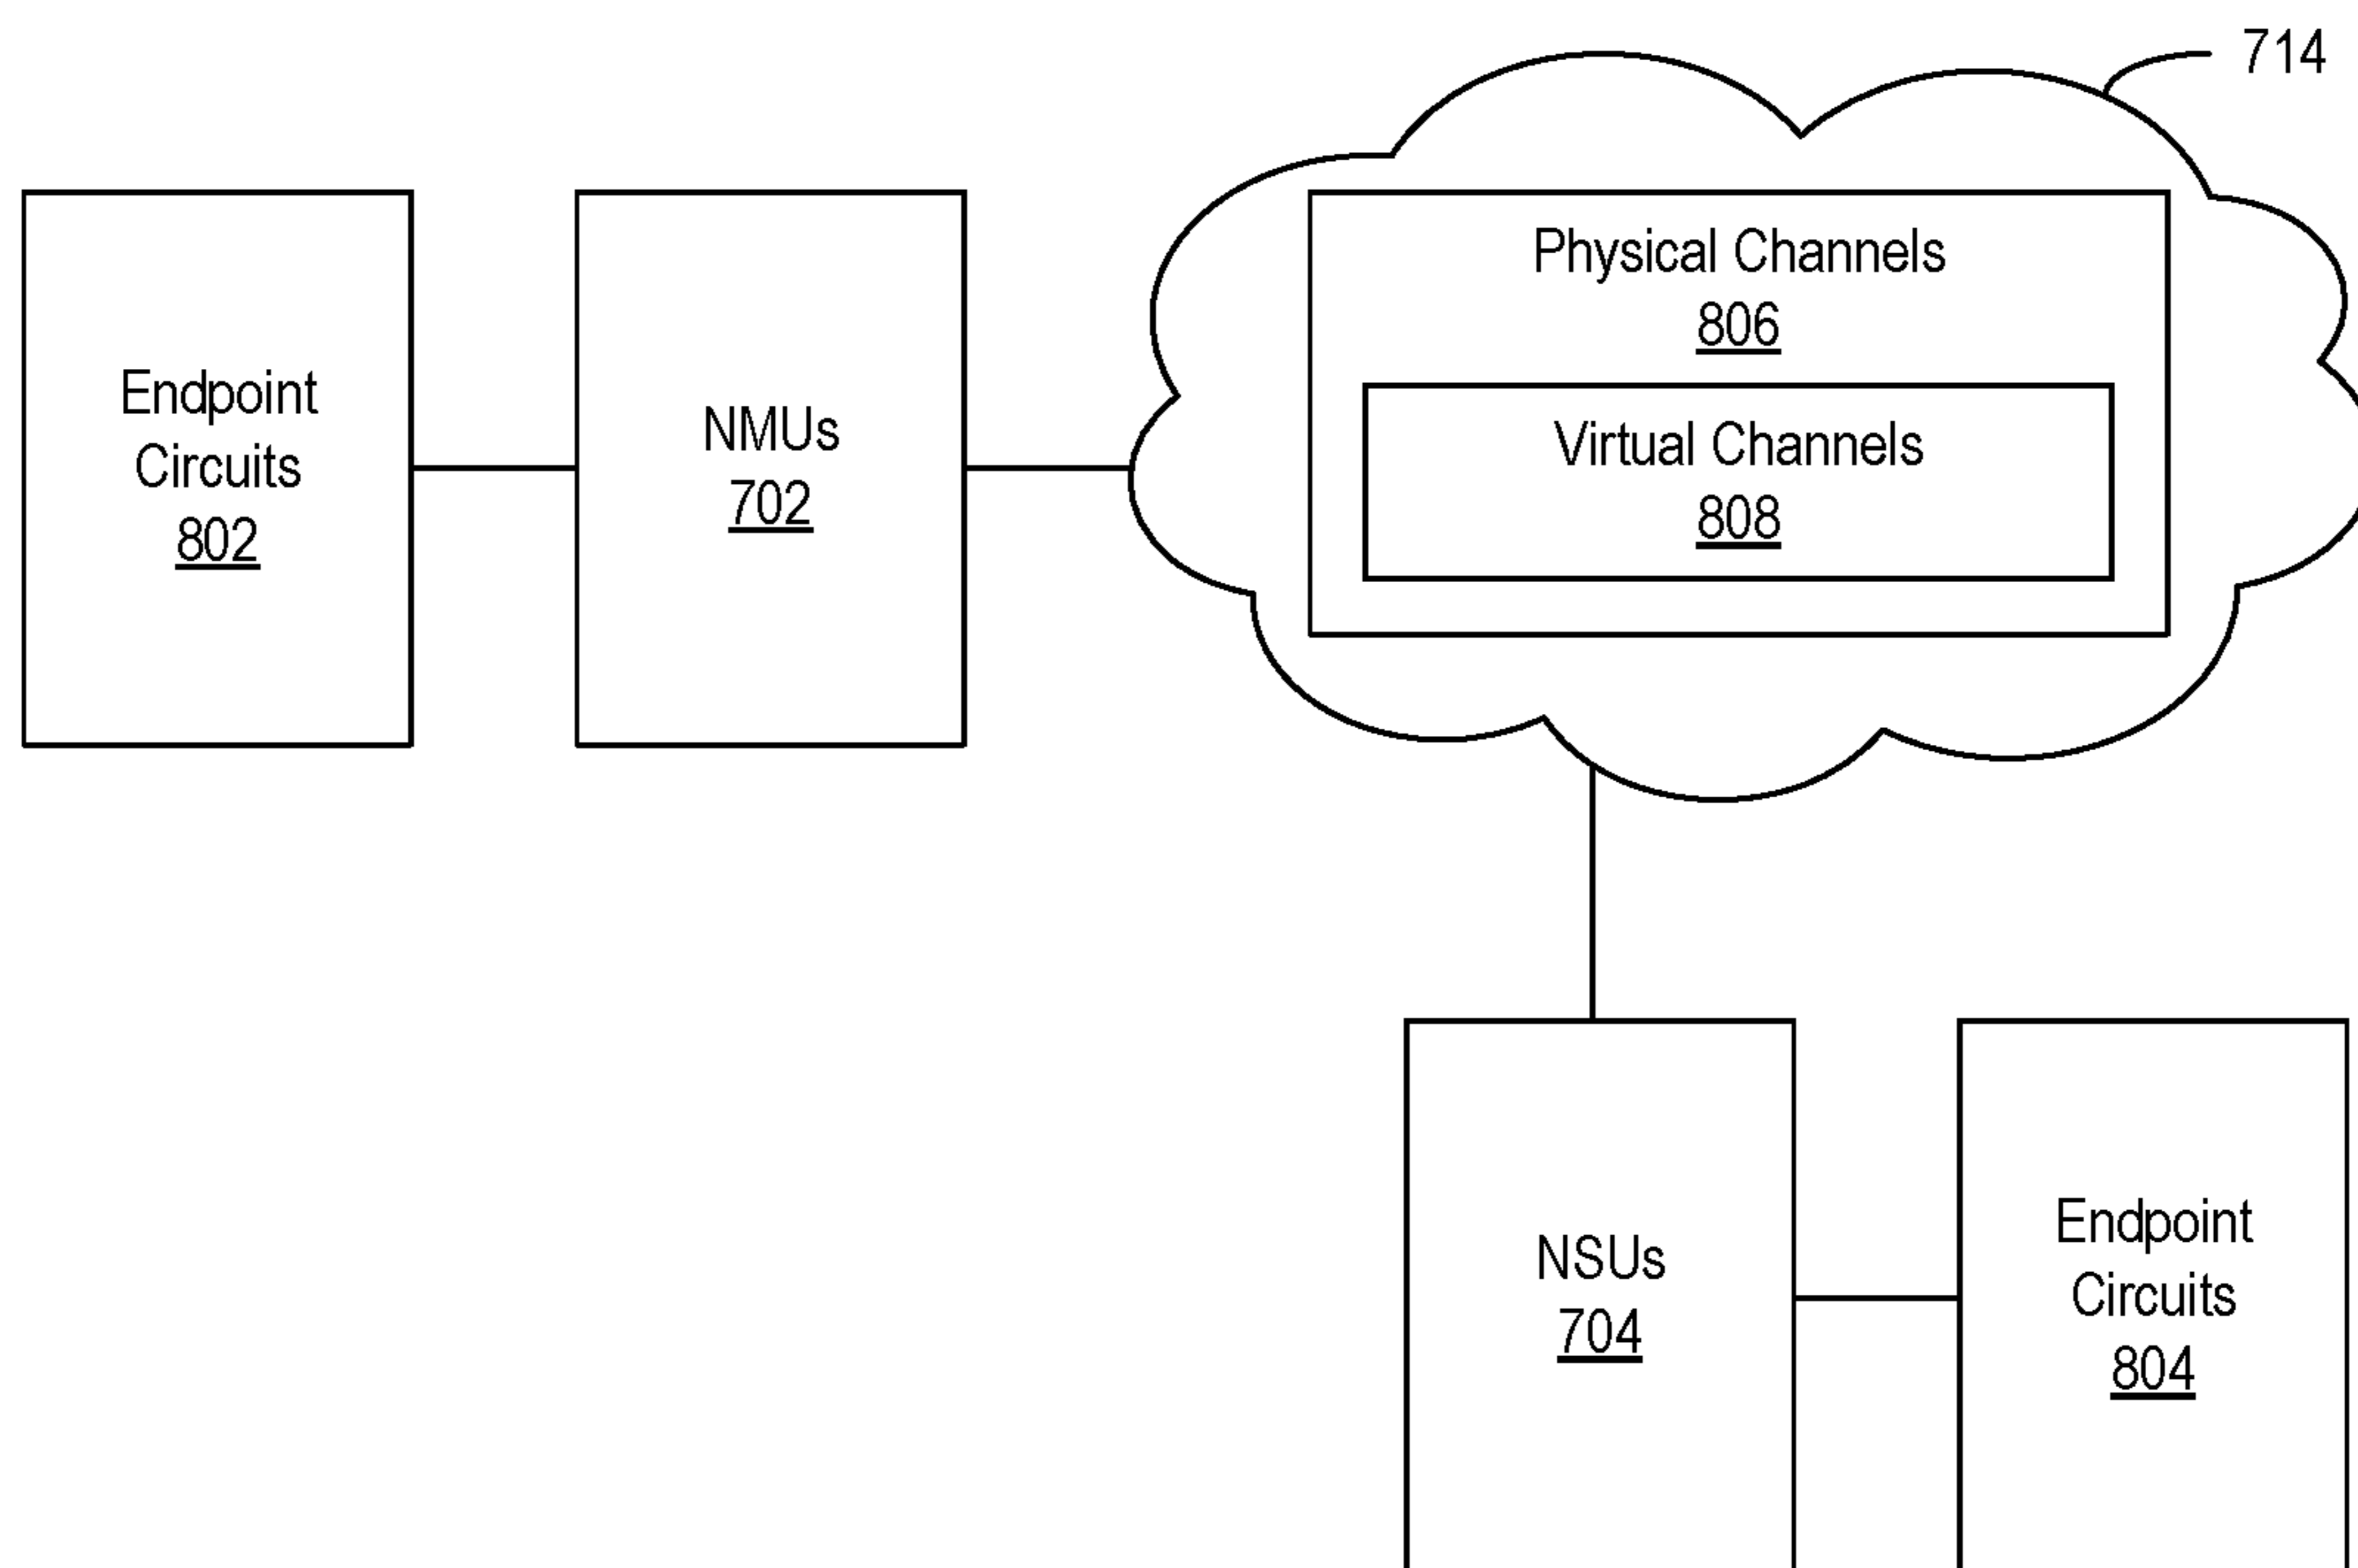 714
Physical Channels
806
Endpoint
Circuits
802
NMUs
702
Virtual Channels
808
NSUs
704
Endpoint
Circuits
804